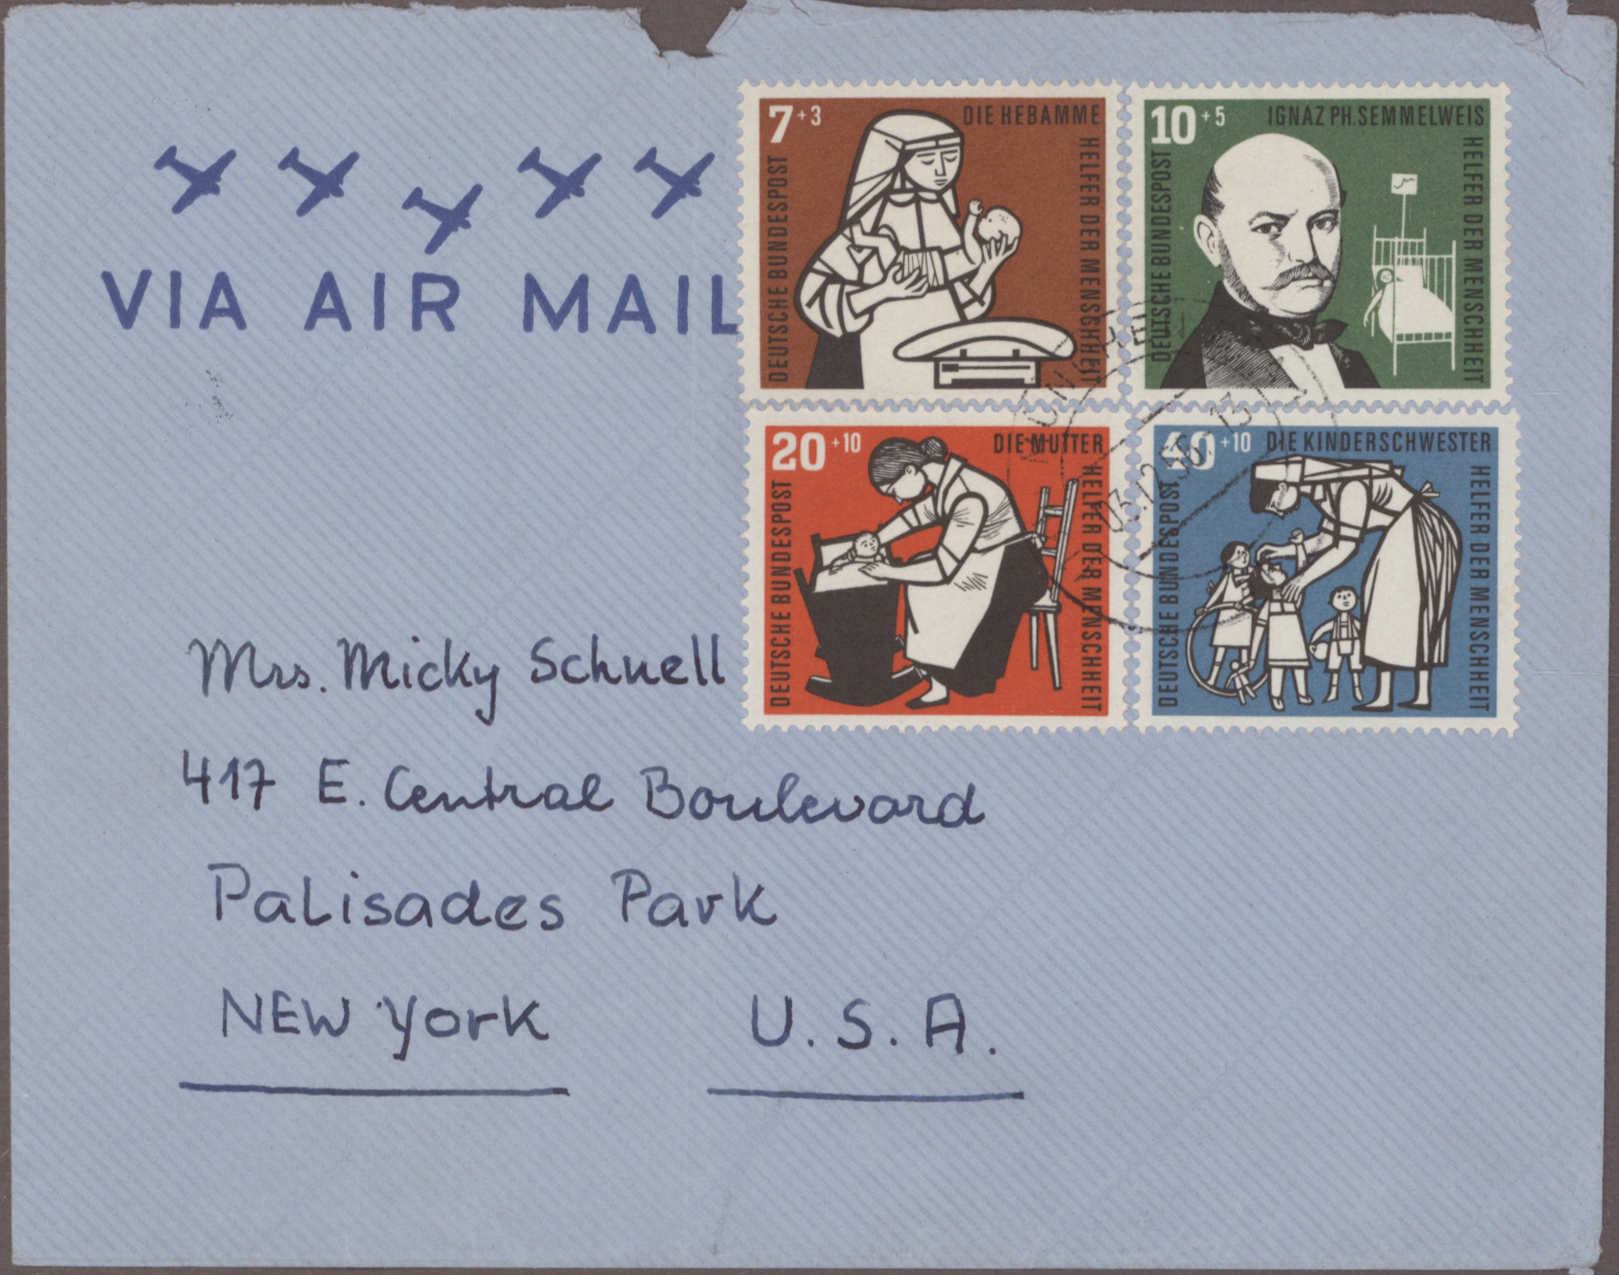 VIA AIR MAIL
7+3 DIE HEBAMME
DEUTSCHE BUNDESPOST
HELFER DER MENSCHHEIT
10+5 IGNAZ PH. SEMMELWEIS
DEUTSCHE BUNDESPOST
HELFER DER MENSCHHEIT
20+10 DIE MUTTER
DEUTSCHE BUNDESPOST
HELFER DER MENSCHHEIT
40+10 DIE KINDERSCHWESTER
DEUTSCHE BUNDESPOST
HELFER DER MENSCHHEIT
Mrs. Micky Schnell
417 E. Central Boulevard
Palisades Park
NEW York U.S.A.